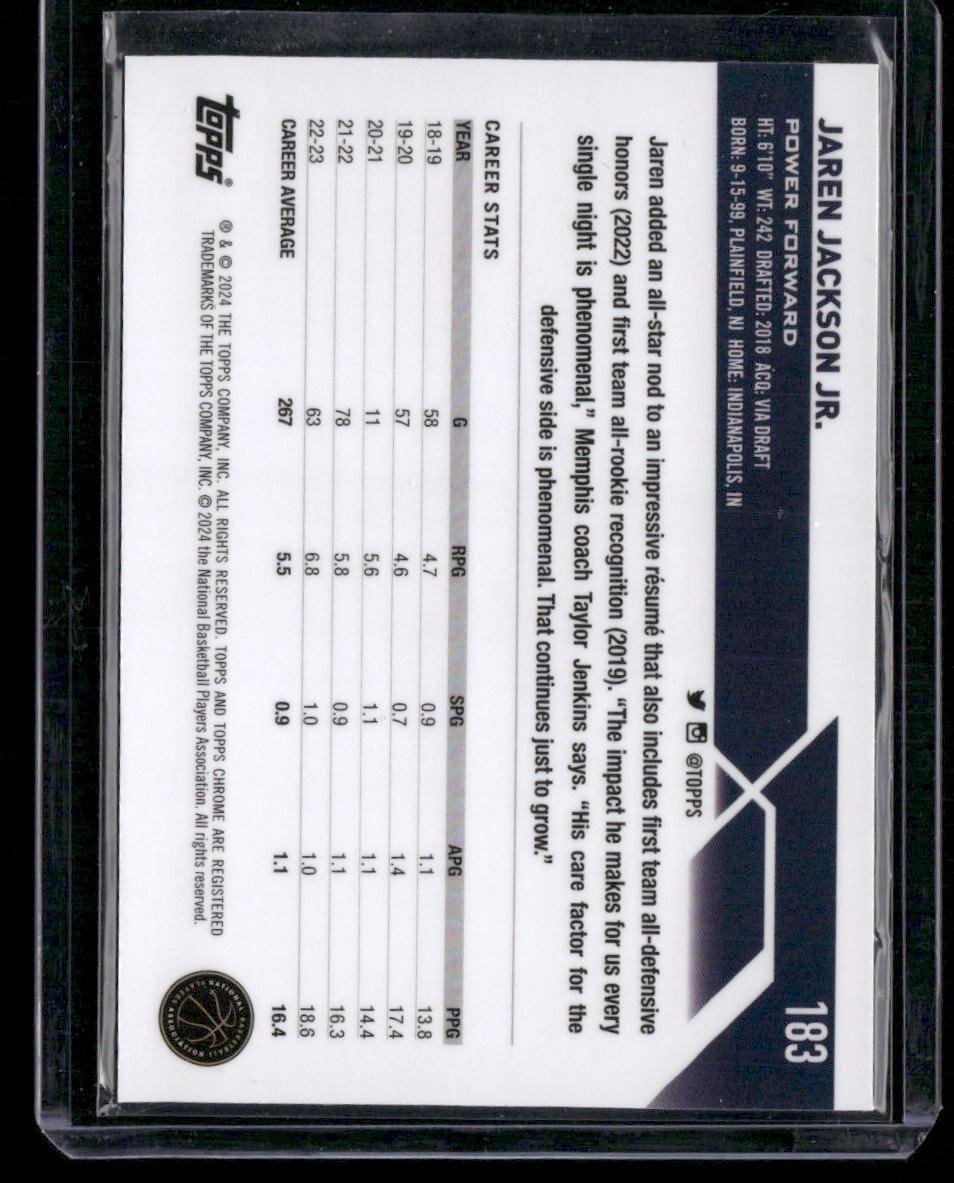 JAREN JACKSON JR.
183
POWER FORWARD
HT: 6'10" WT: 242 DRAFTED: 2018 ACQ: VIA DRAFT
BORN: 9-15-99, PLAINFIELD, NJ HOME: INDIANAPOLIS, IN
@TOPPS
Jaren added an all-star nod to an impressive résumé that also includes first team all-defensive
honors (2022) and first team all-rookie recognition (2019). “The impact he makes for us every
single night is phenomenal,” Memphis coach Taylor Jenkins says. “His care factor for the
defensive side is phenomenal. That continues just to grow.”
CAREER STATS
YEAR G RPG SPG APG PPG
18-19 58 4.7 0.9 1.1 13.8
19-20 57 4.6 0.7 1.4 17.4
20-21 11 5.6 1.1 1.1 14.4
21-22 78 5.8 0.9 1.1 16.3
22-23 63 6.8 1.0 1.0 18.6
CAREER AVERAGE 267 5.5 0.9 1.1 16.4
topps®
® & © 2024 THE TOPPS COMPANY, INC. ALL RIGHTS RESERVED. TOPPS AND TOPPS CHROME ARE REGISTERED
TRADEMARKS OF THE TOPPS COMPANY, INC. © 2024 the National Basketball Players Association. All rights reserved.
NATIONAL BASKETBALL
PLAYERS ASSOCIATION